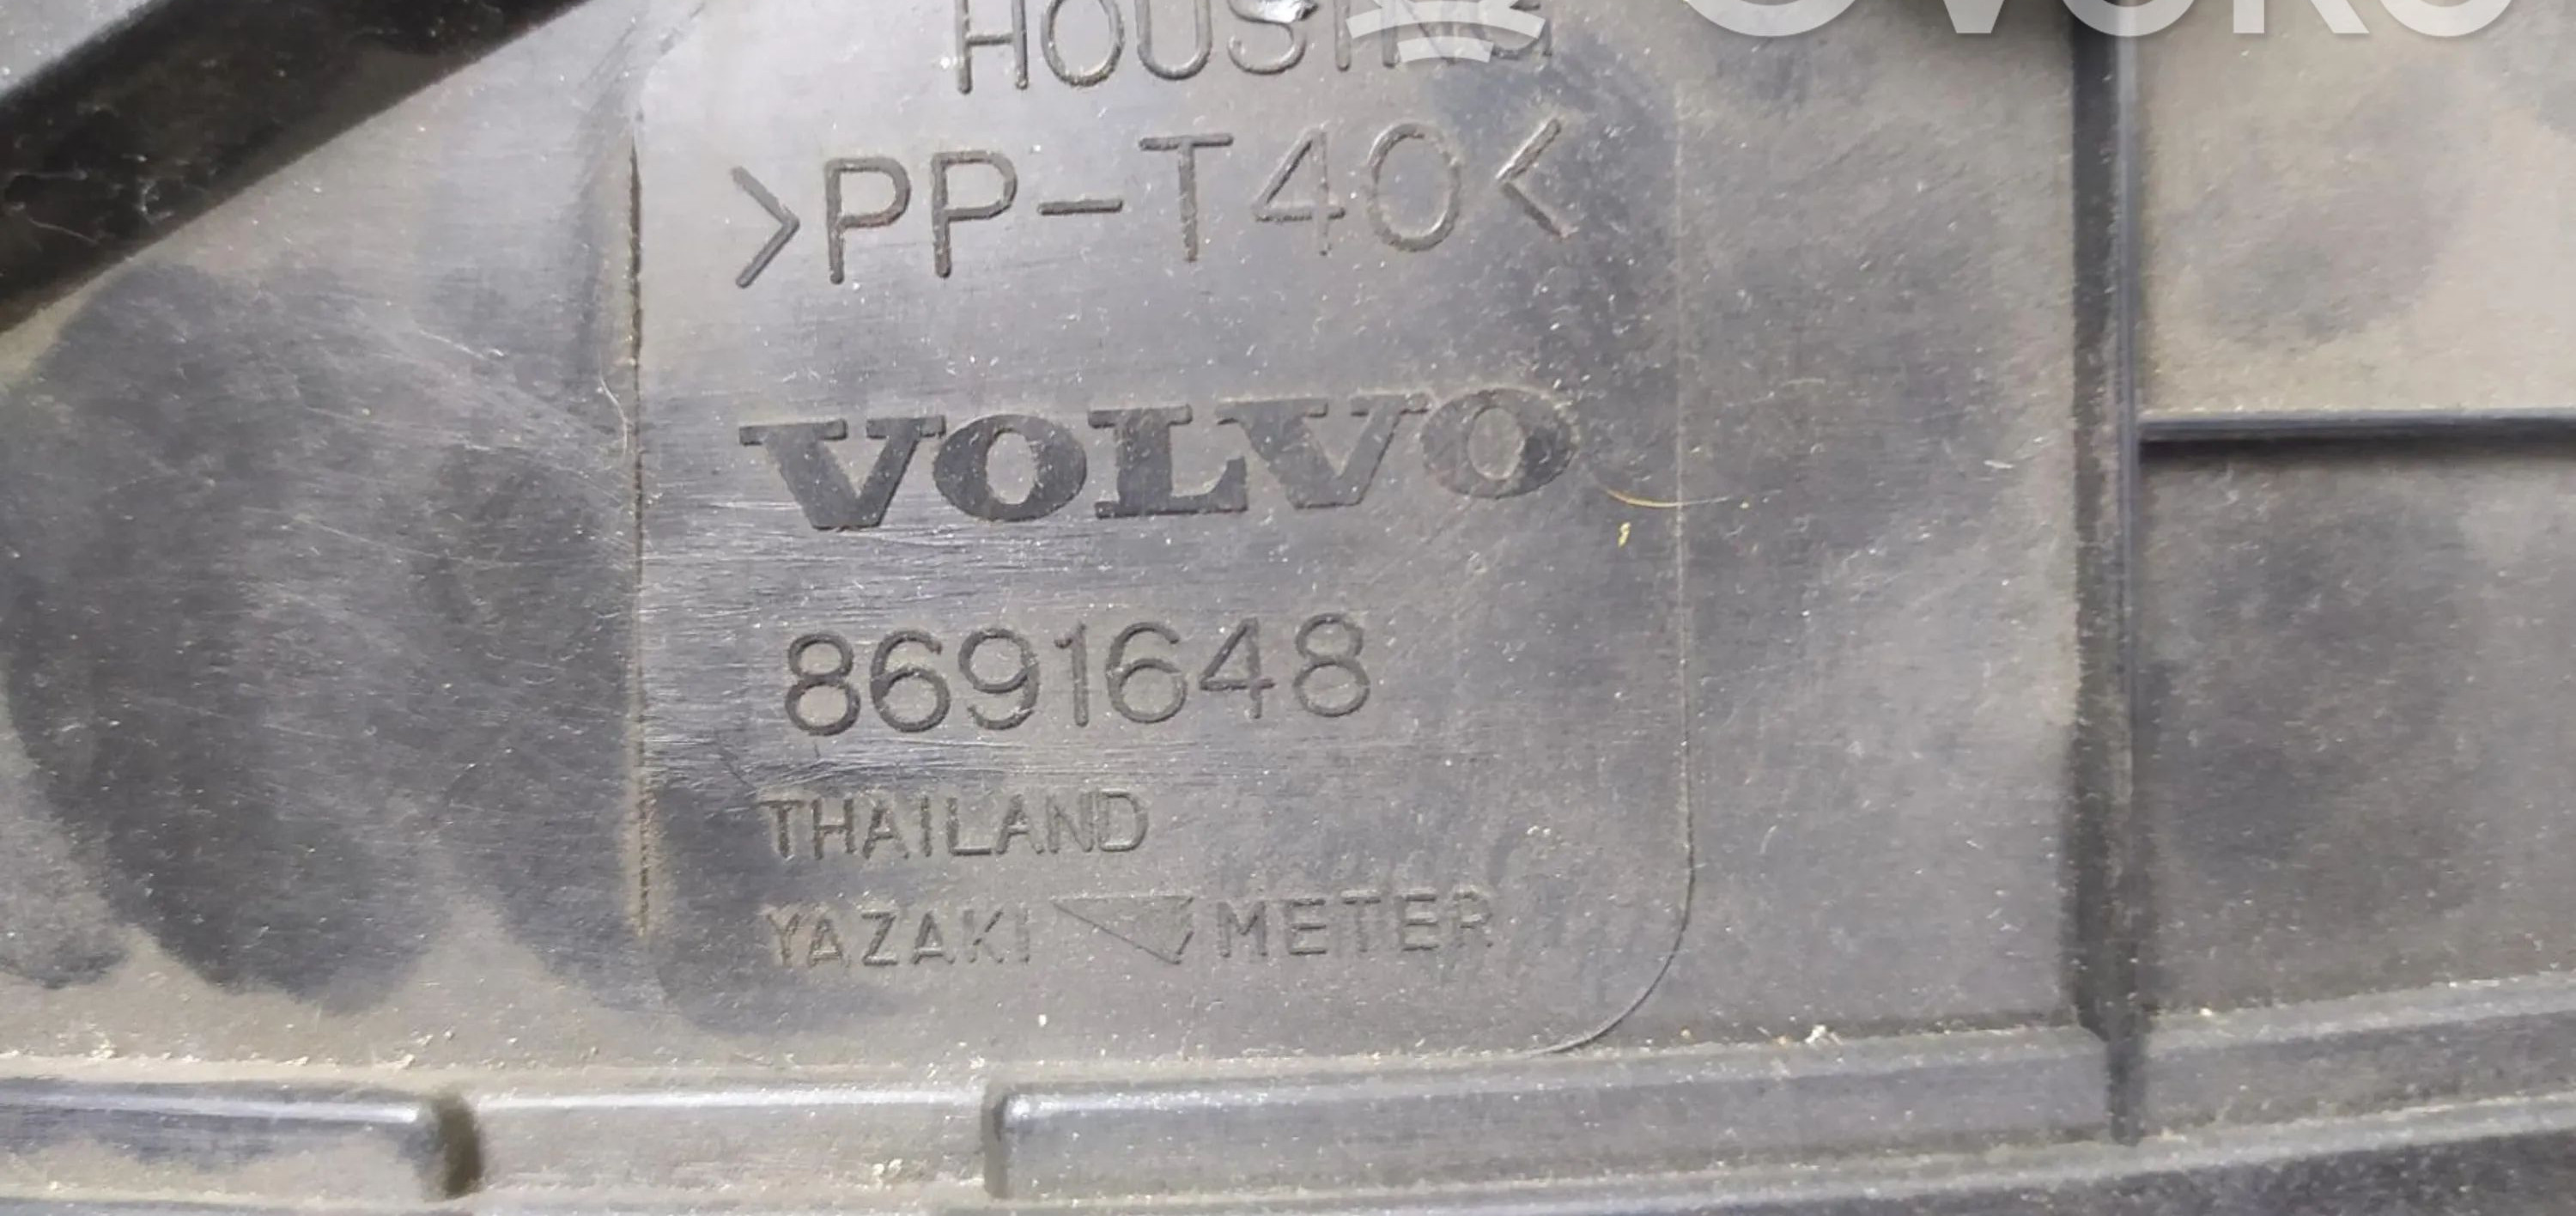 HOUSING
>PP-T40<
VOLVO
8691648
THAILAND
YAZAKI METER